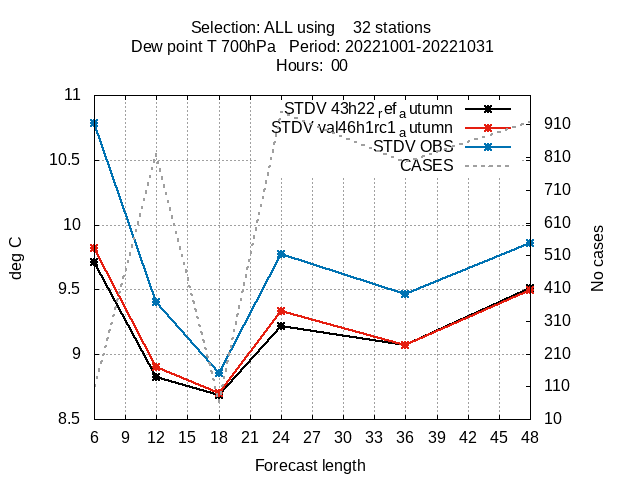 Selection: ALL using    32 stations
Dew point T 700hPa   Period: 20221001-20221031
Hours:  00
STDV 43h22_ref_autumn
STDV val46h1rc1_autumn
STDV OBS
CASES
11
10.5
10
9.5
9
8.5
deg C
910
810
710
610
510
410
310
210
110
10
No cases
6 9 12 15 18 21 24 27 30 33 36 39 42 45 48
Forecast length